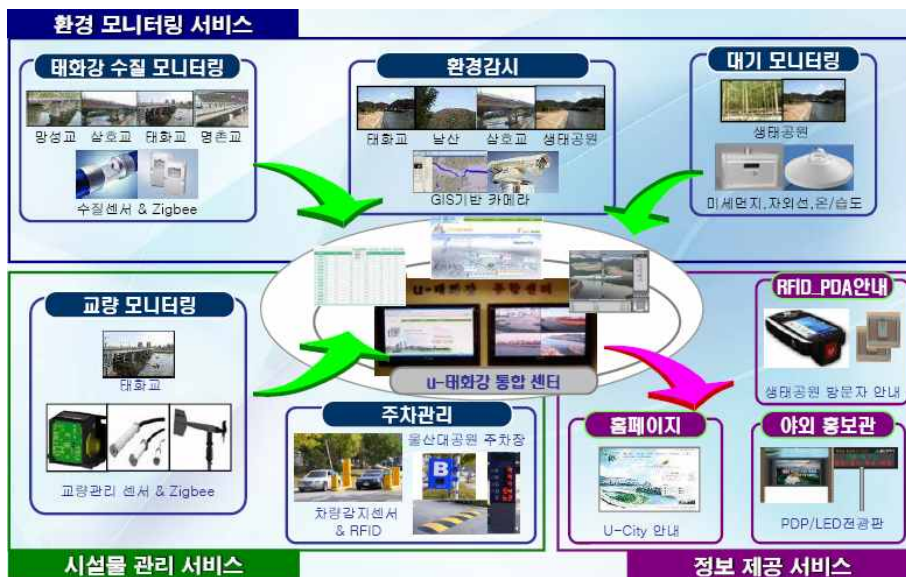 환경 모니터링 서비스
태화강 수질 모니터링
망성교 삼호교 태화교 명촌교
수질센서 & Zigbee
환경감시
태화교 남산 삼호교 생태공원
GIS기반 카메라
대기 모니터링
생태공원
미세먼지,자외선,온/습도
u-태화강 통합센터
u-태화강 통합 센터
교량 모니터링
태화교
교량관리 센서 & Zigbee
주차관리
울산대공원 주차장
B
차량감지센서
& RFID
시설물 관리 서비스
RFID_PDA안내
생태공원 방문자 안내
홈페이지
U-City 안내
야외 홍보관
PDP/LED전광판
정보 제공 서비스